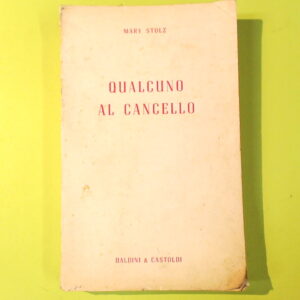 MARY STOLZ
QUALCUNO
AL CANCELLO
BALDINI & CASTOLDI